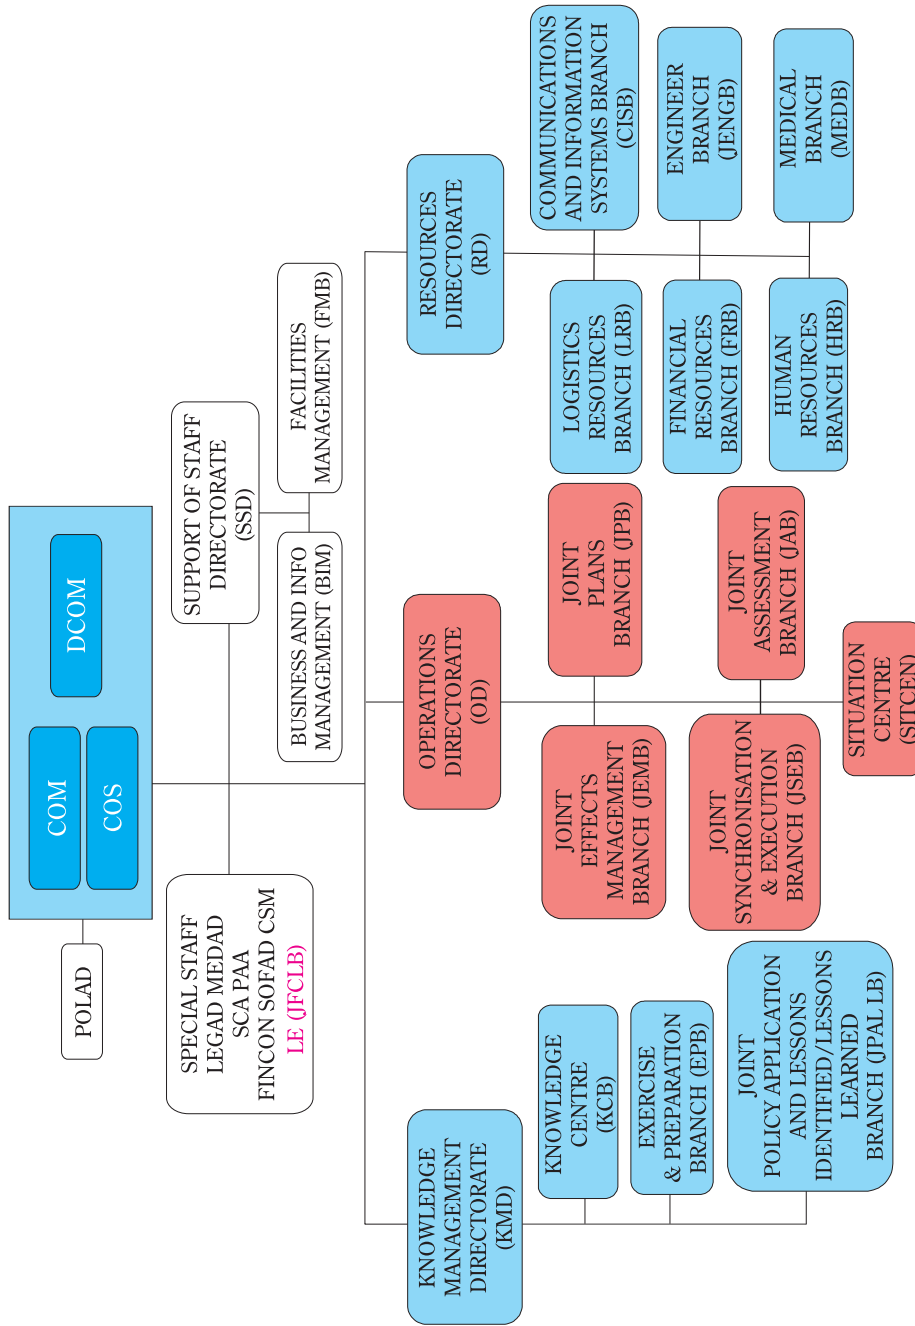 COM
COS
DCOM
POLAD
SPECIAL STAFF
LEGAD MEDAD
SCA PAA
FINCON SOFAD CSM
LE (JFCLB)
SUPPORT OF STAFF
DIRECTORATE
(SSD)
BUSINESS AND INFO
MANAGEMENT (BIM)
FACILITIES
MANAGEMENT (FMB)
KNOWLEDGE
MANAGEMENT
DIRECTORATE
(KMD)
KNOWLEDGE
CENTRE
(KCB)
EXERCISE
& PREPARATION
BRANCH (EPB)
JOINT
POLICY APPLICATION
AND LESSONS
IDENTIFIED/LESSONS
LEARNED
BRANCH (JPAL LB)
OPERATIONS
DIRECTORATE
(OD)
JOINT
EFFECTS
MANAGEMENT
BRANCH (JEMB)
JOINT
PLANS
BRANCH (JPB)
JOINT
SYNCHRONISATION
& EXECUTION
BRANCH (JSEB)
JOINT
ASSESSMENT
BRANCH (JAB)
SITUATION
CENTRE
(SITCEN)
RESOURCES
DIRECTORATE
(RD)
LOGISTICS
RESOURCES
BRANCH (LRB)
COMMUNICATIONS
AND INFORMATION
SYSTEMS BRANCH
(CISB)
FINANCIAL
RESOURCES
BRANCH (FRB)
ENGINEER
BRANCH
(JENGB)
HUMAN
RESOURCES
BRANCH (HRB)
MEDICAL
BRANCH
(MEDB)